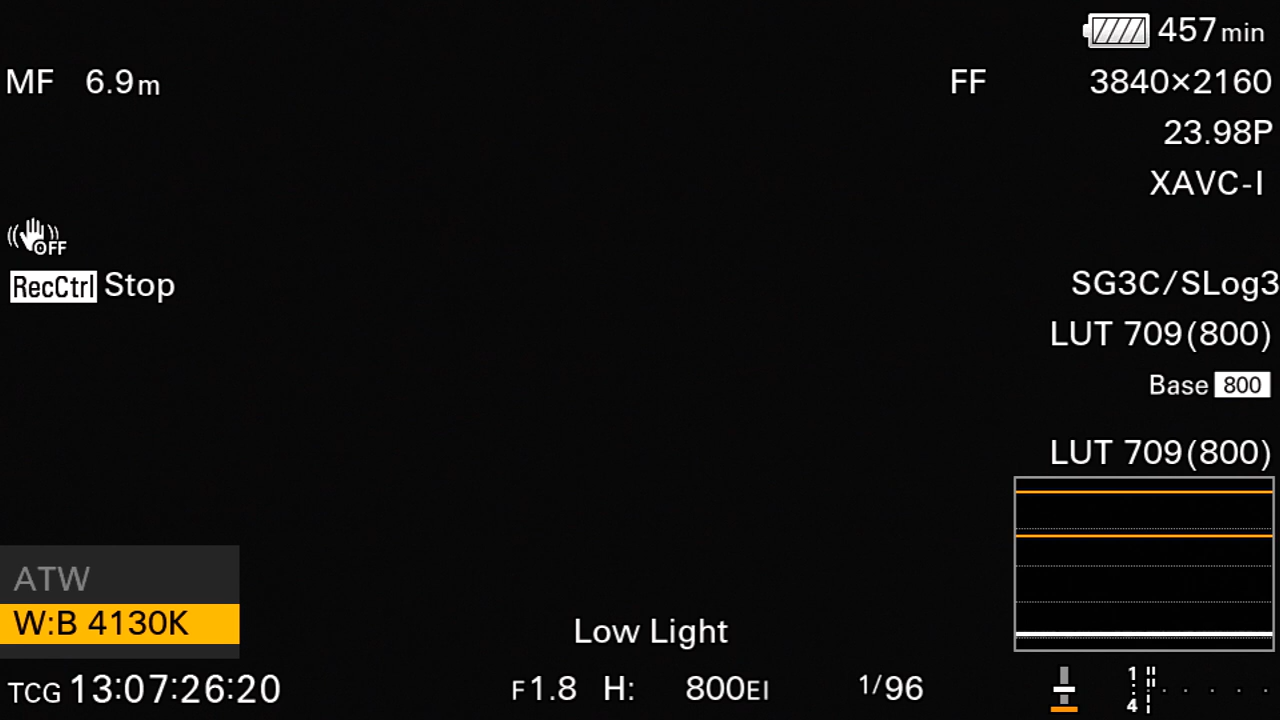 457 min
MF 6.9m FF 3840×2160
23.98P
XAVC-I
OFF
RecCtrl Stop SG3C/SLog3
LUT 709(800)
Base 800
LUT 709(800)
ATW
W:B 4130K
Low Light
TCG 13:07:26:20 F1.8 H: 800EI 1/96
1
4